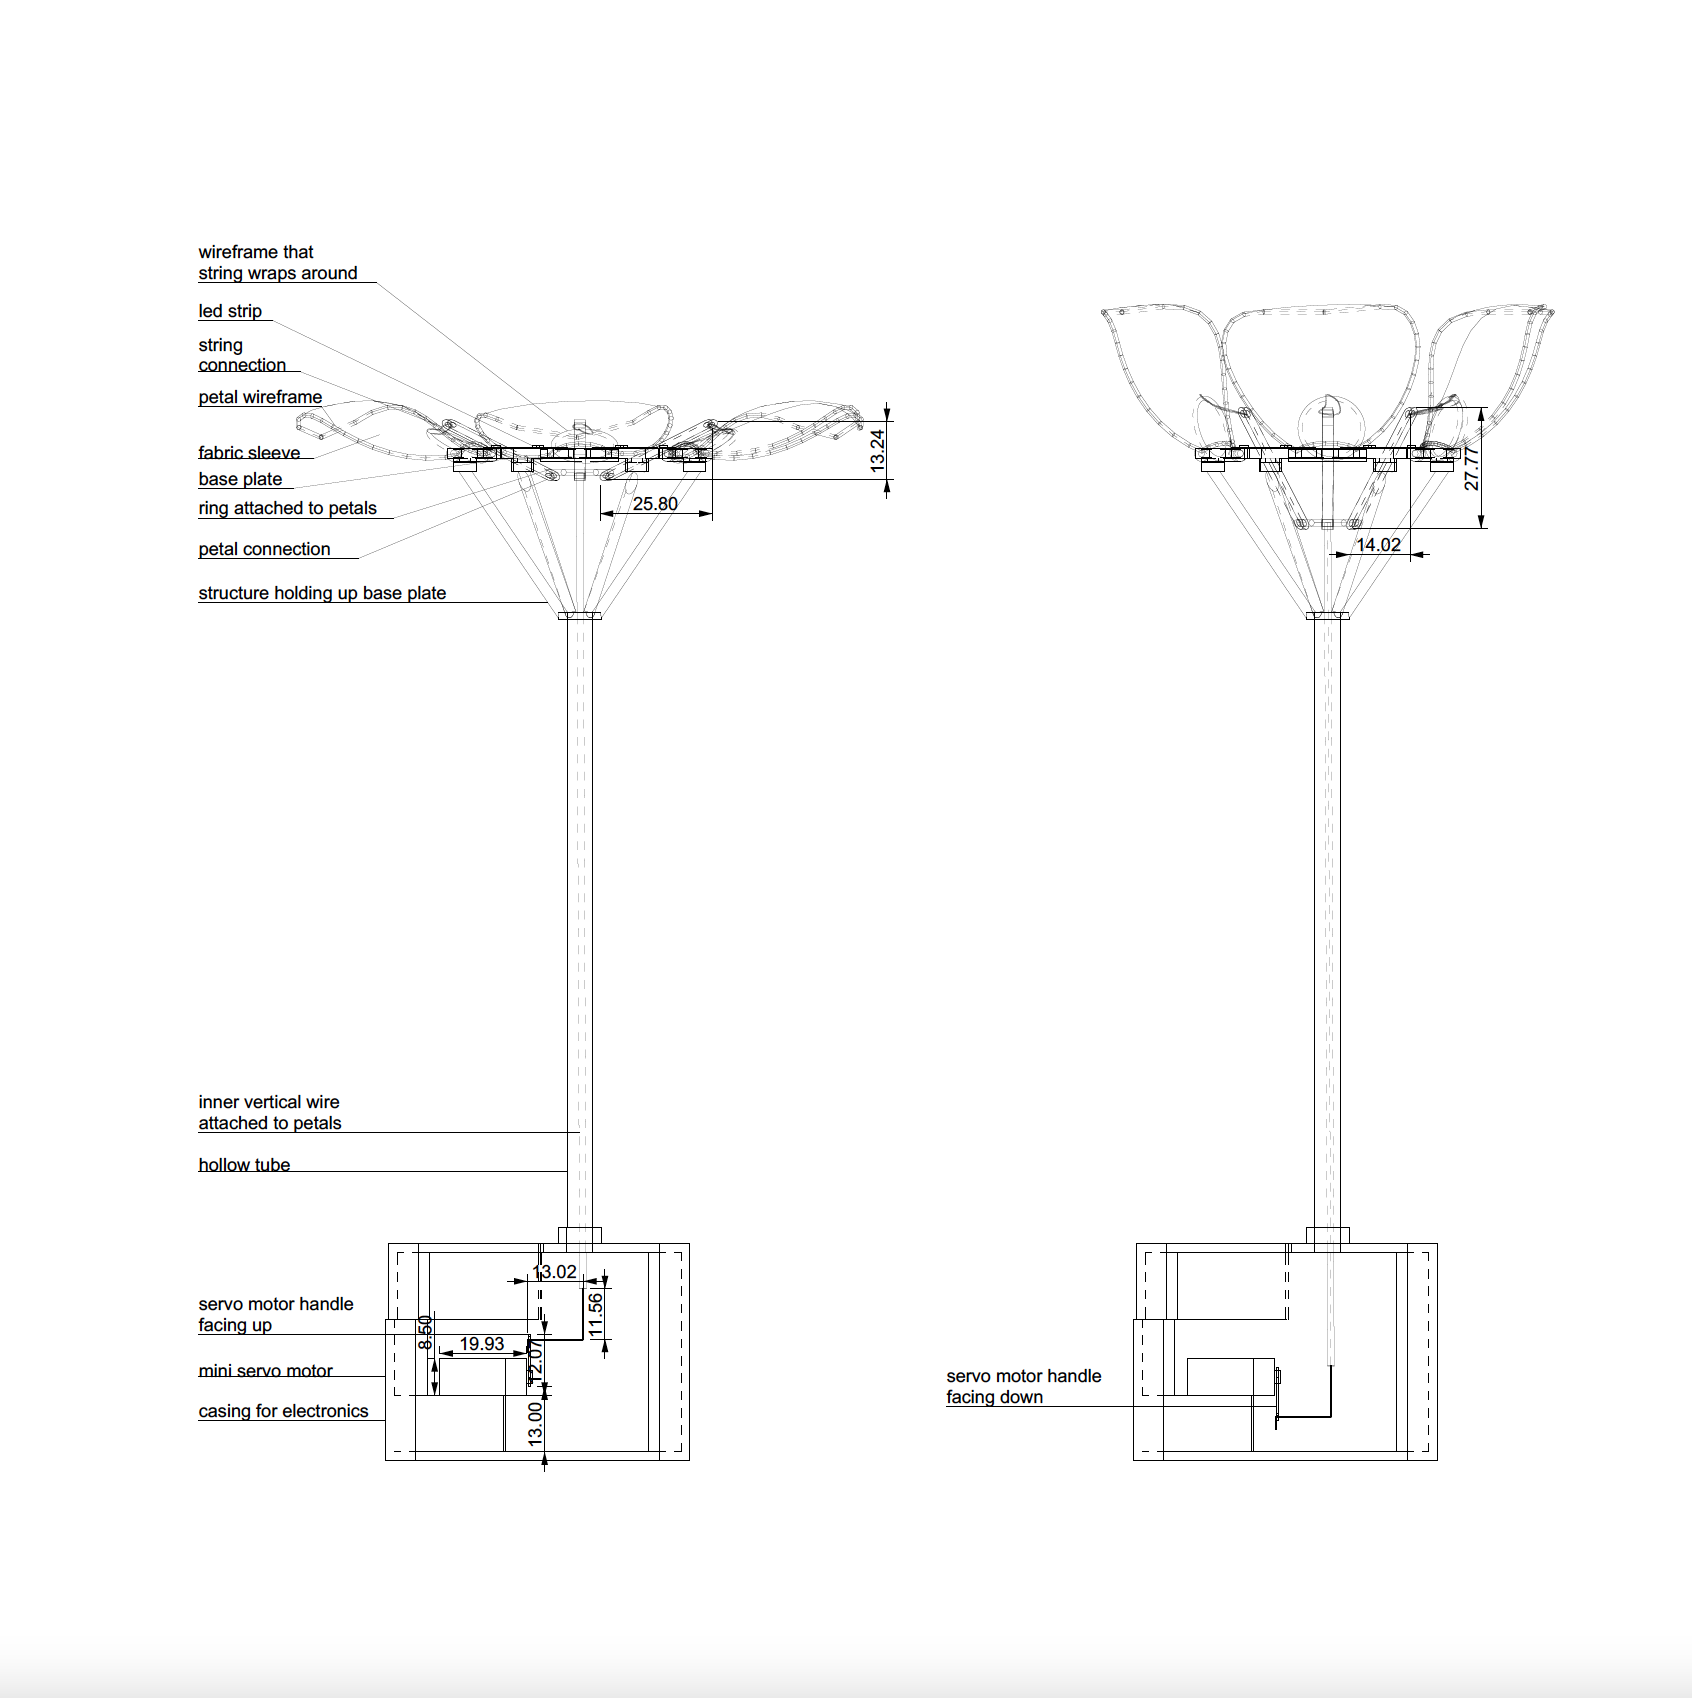 wireframe that
string wraps around
led strip
string
connection
petal wireframe
fabric sleeve
base plate
ring attached to petals
petal connection
structure holding up base plate
13.24
25.80
27.77
14.02
inner vertical wire
attached to petals
hollow tube
13.02
11.56
servo motor handle
facing up
8.50
19.93
12.07
mini servo motor
casing for electronics
13.00
servo motor handle
facing down